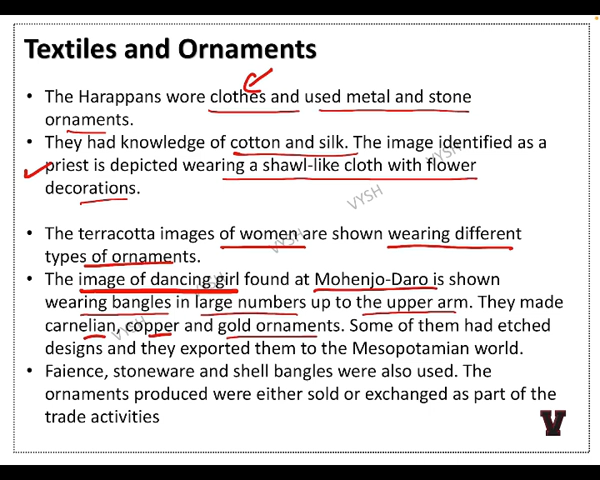 Textiles and Ornaments
• The Harappans wore clothes and used metal and stone
ornaments.
• They had knowledge of cotton and silk. The image identified as a
priest is depicted wearing a shawl-like cloth with flower
decorations.
• The terracotta images of women are shown wearing different
types of ornaments.
• The image of dancing girl found at Mohenjo-Daro is shown
wearing bangles in large numbers up to the upper arm. They made
carnelian, copper and gold ornaments. Some of them had etched
designs and they exported them to the Mesopotamian world.
• Faience, stoneware and shell bangles were also used. The
ornaments produced were either sold or exchanged as part of the
trade activities
VYSH
VYSH
VYSH
VYSH
VYSH
V